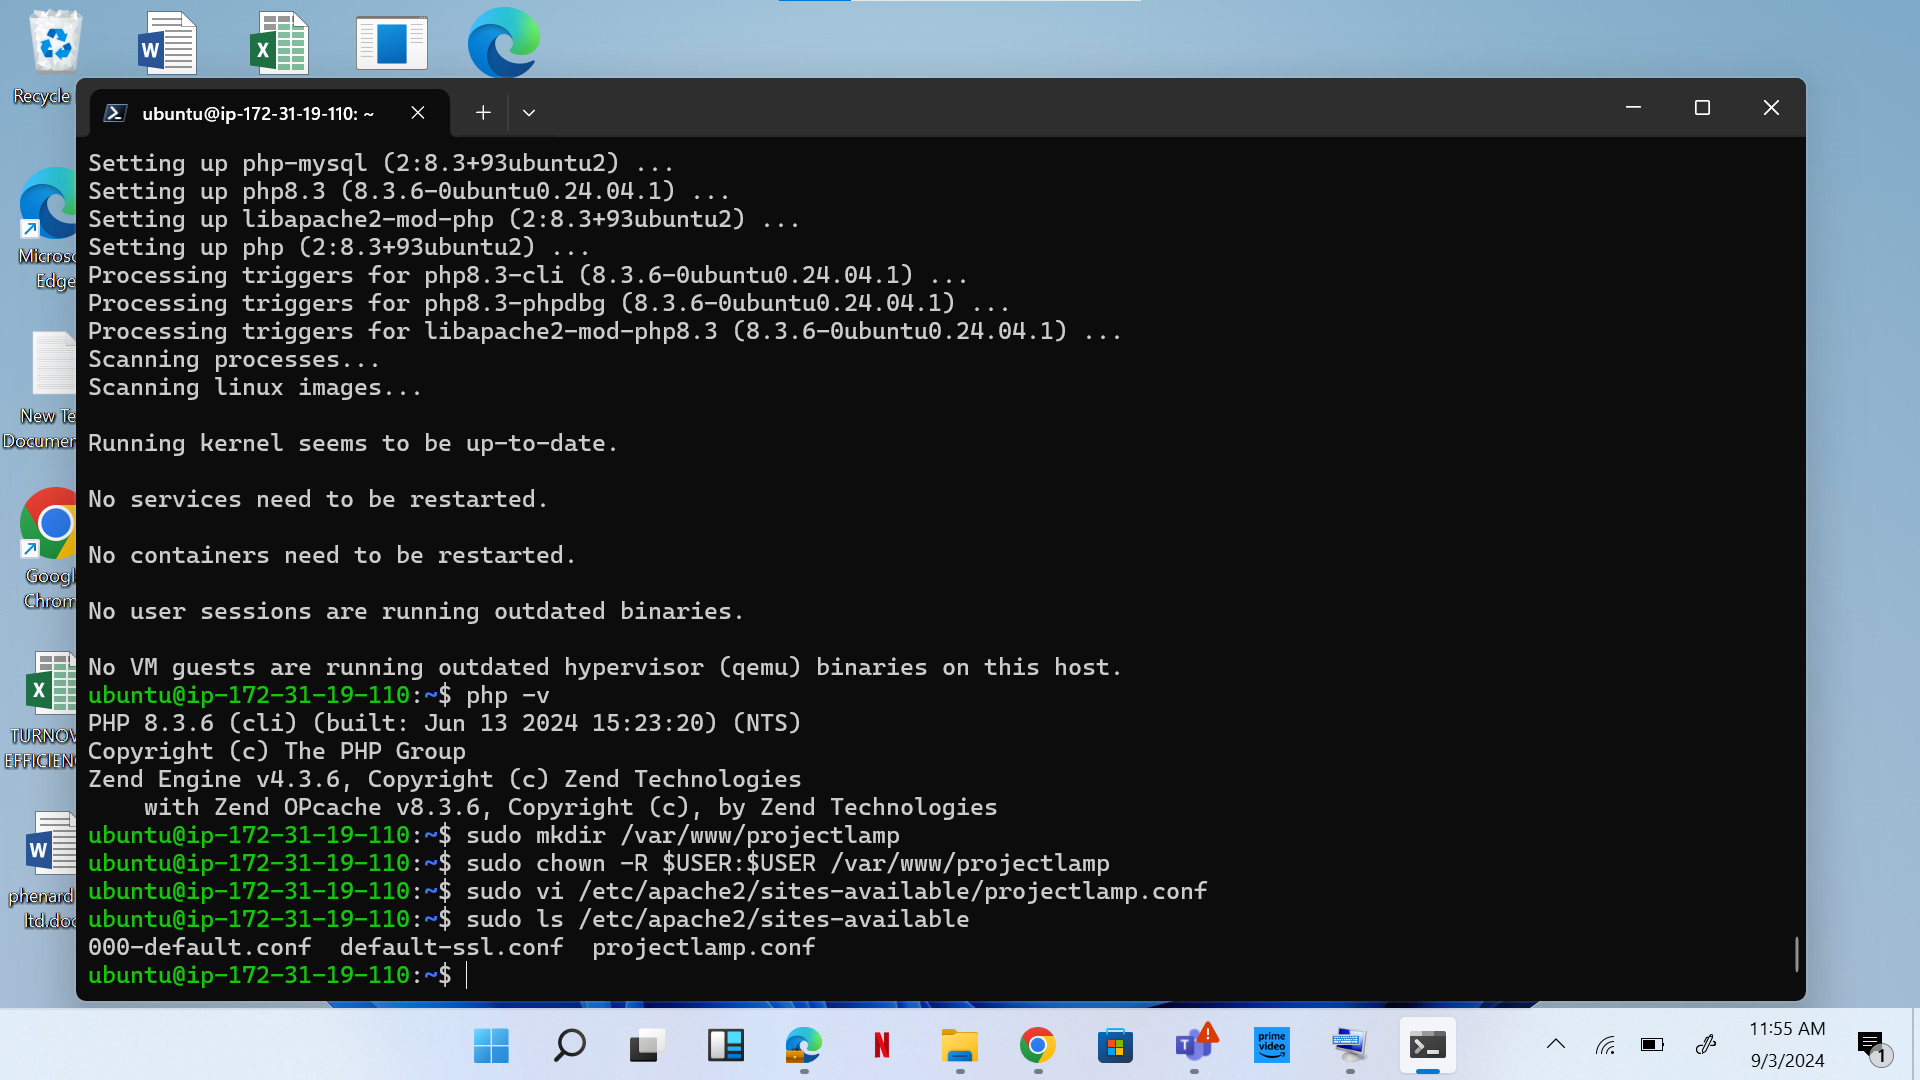 Recycle
ubuntu@ip-172-31-19-110: ~
Setting up php-mysql (2:8.3+93ubuntu2) ...
Setting up php8.3 (8.3.6-0ubuntu0.24.04.1) ...
Setting up libapache2-mod-php (2:8.3+93ubuntu2) ...
Setting up php (2:8.3+93ubuntu2) ...
Processing triggers for php8.3-cli (8.3.6-0ubuntu0.24.04.1) ...
Processing triggers for php8.3-phpdbg (8.3.6-0ubuntu0.24.04.1) ...
Processing triggers for libapache2-mod-php8.3 (8.3.6-0ubuntu0.24.04.1) ...
Scanning processes...
Scanning linux images...
Running kernel seems to be up-to-date.
No services need to be restarted.
No containers need to be restarted.
No user sessions are running outdated binaries.
No VM guests are running outdated hypervisor (qemu) binaries on this host.
ubuntu@ip-172-31-19-110:~$ php -v
PHP 8.3.6 (cli) (built: Jun 13 2024 15:23:20) (NTS)
Copyright (c) The PHP Group
Zend Engine v4.3.6, Copyright (c) Zend Technologies
    with Zend OPcache v8.3.6, Copyright (c), by Zend Technologies
ubuntu@ip-172-31-19-110:~$ sudo mkdir /var/www/projectlamp
ubuntu@ip-172-31-19-110:~$ sudo chown -R $USER:$USER /var/www/projectlamp
ubuntu@ip-172-31-19-110:~$ sudo vi /etc/apache2/sites-available/projectlamp.conf
ubuntu@ip-172-31-19-110:~$ sudo ls /etc/apache2/sites-available
000-default.conf  default-ssl.conf  projectlamp.conf
ubuntu@ip-172-31-19-110:~$
Edge
New
phenard
prime
video
11:55 AM
9/3/2024
1